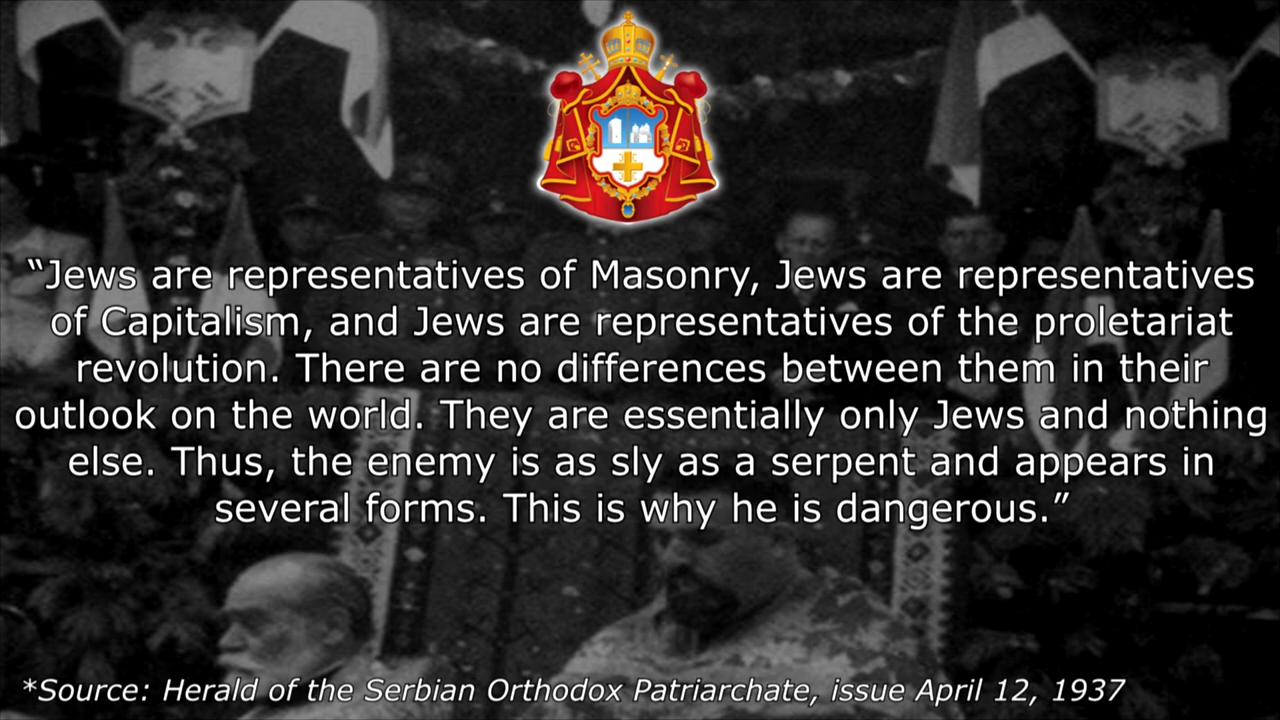 “Jews are representatives of Masonry, Jews are representatives
of Capitalism, and Jews are representatives of the proletariat
revolution. There are no differences between them in their
outlook on the world. They are essentially only Jews and nothing
else. Thus, the enemy is as sly as a serpent and appears in
several forms. This is why he is dangerous.”
*Source: Herald of the Serbian Orthodox Patriarchate, issue April 12, 1937